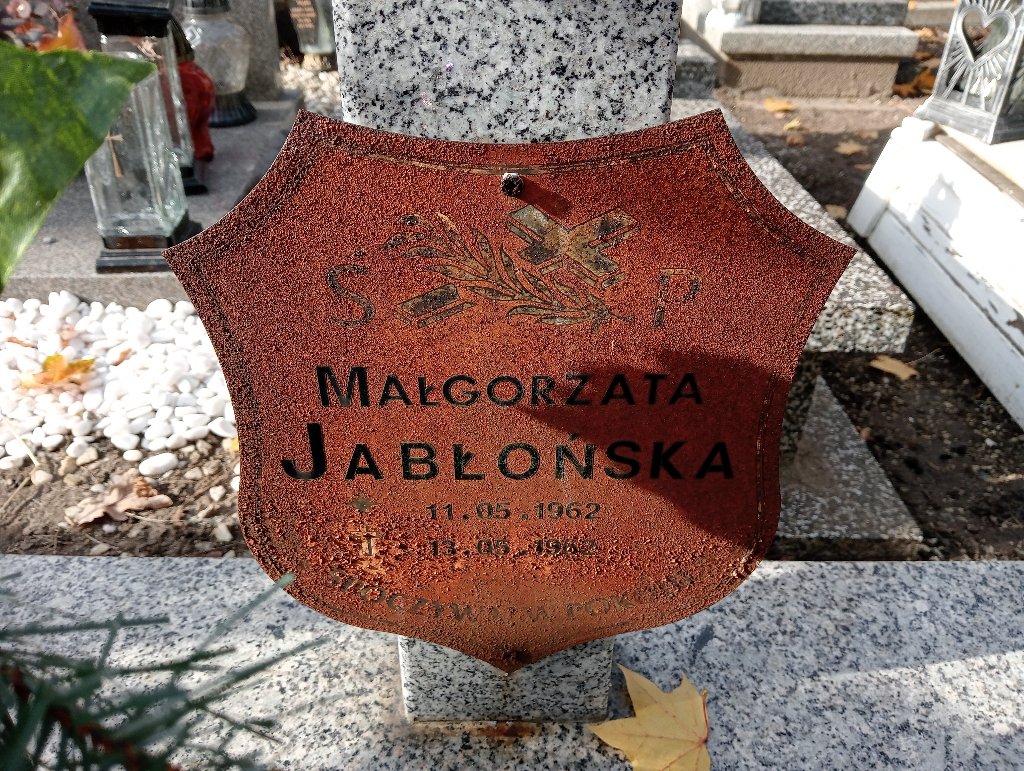 Ś P
MAŁGORZATA
JABŁOŃSKA
11.05.1962
13.05.1962
SPOCZYWAJ W POKOJU